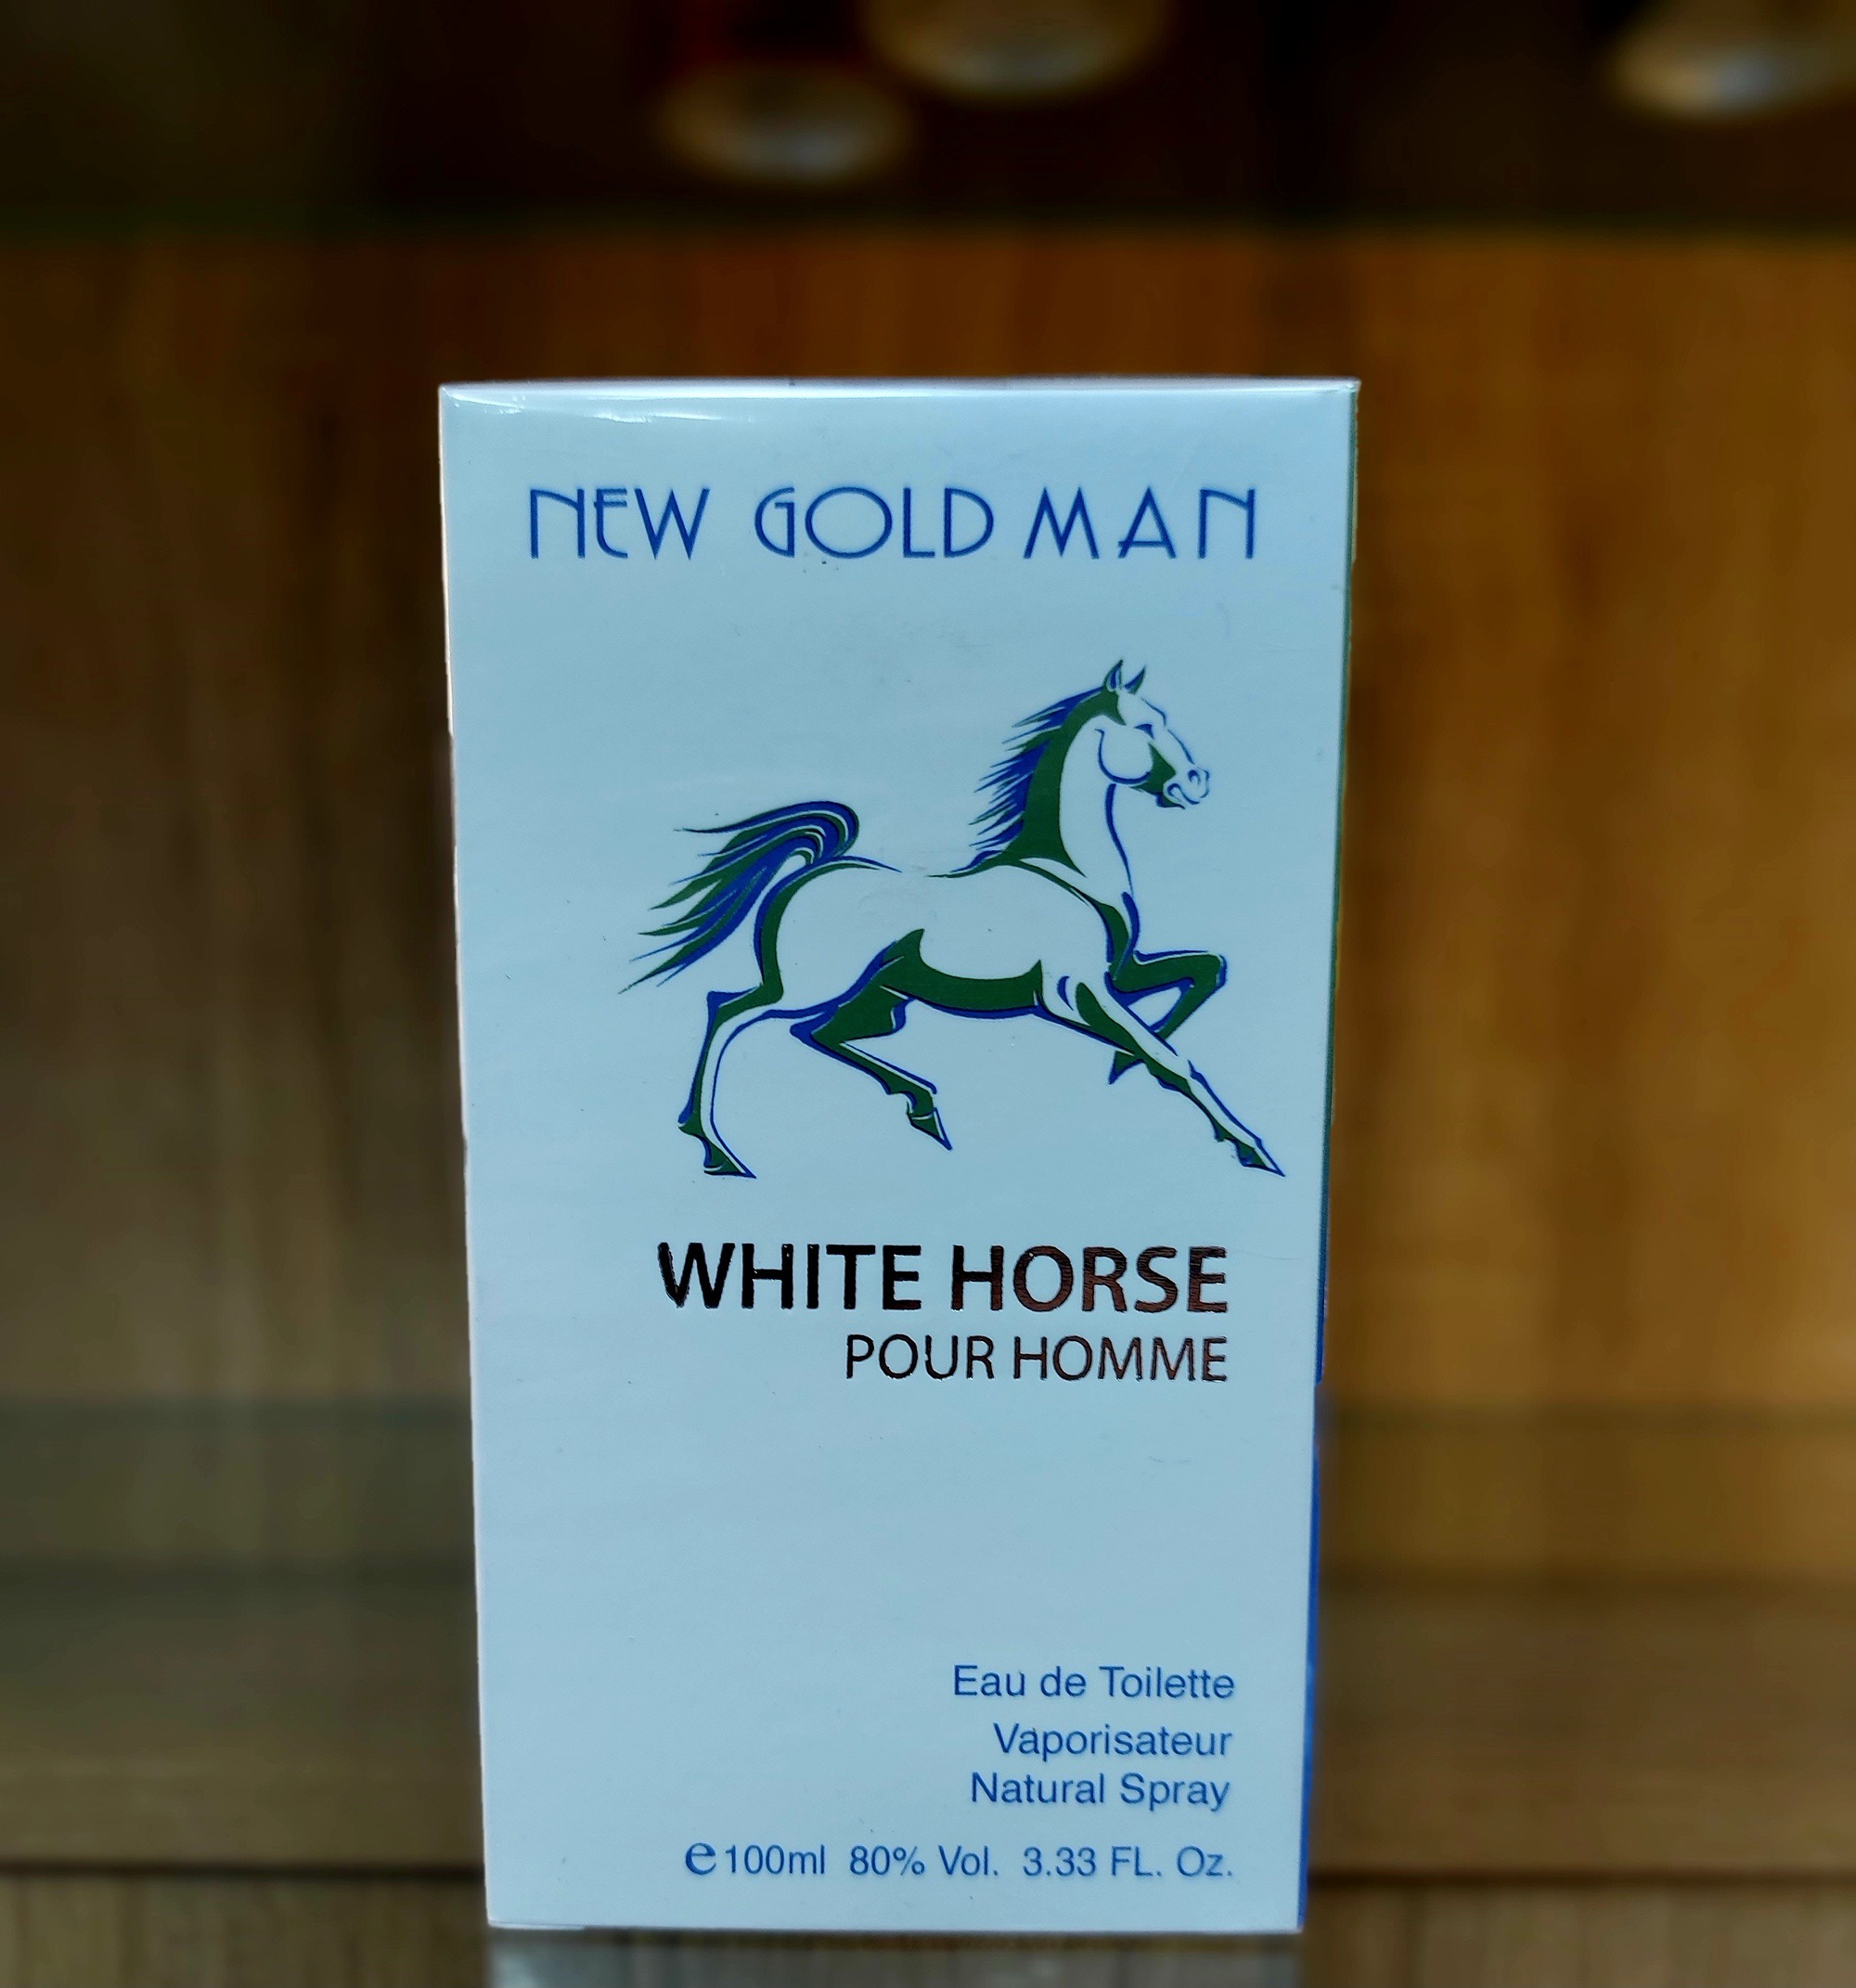 NEW GOLD MAN
WHITE HORSE
POUR HOMME
Eau de Toilette
Vaporisateur
Natural Spray
℮100ml 80% Vol. 3.33 FL. Oz.